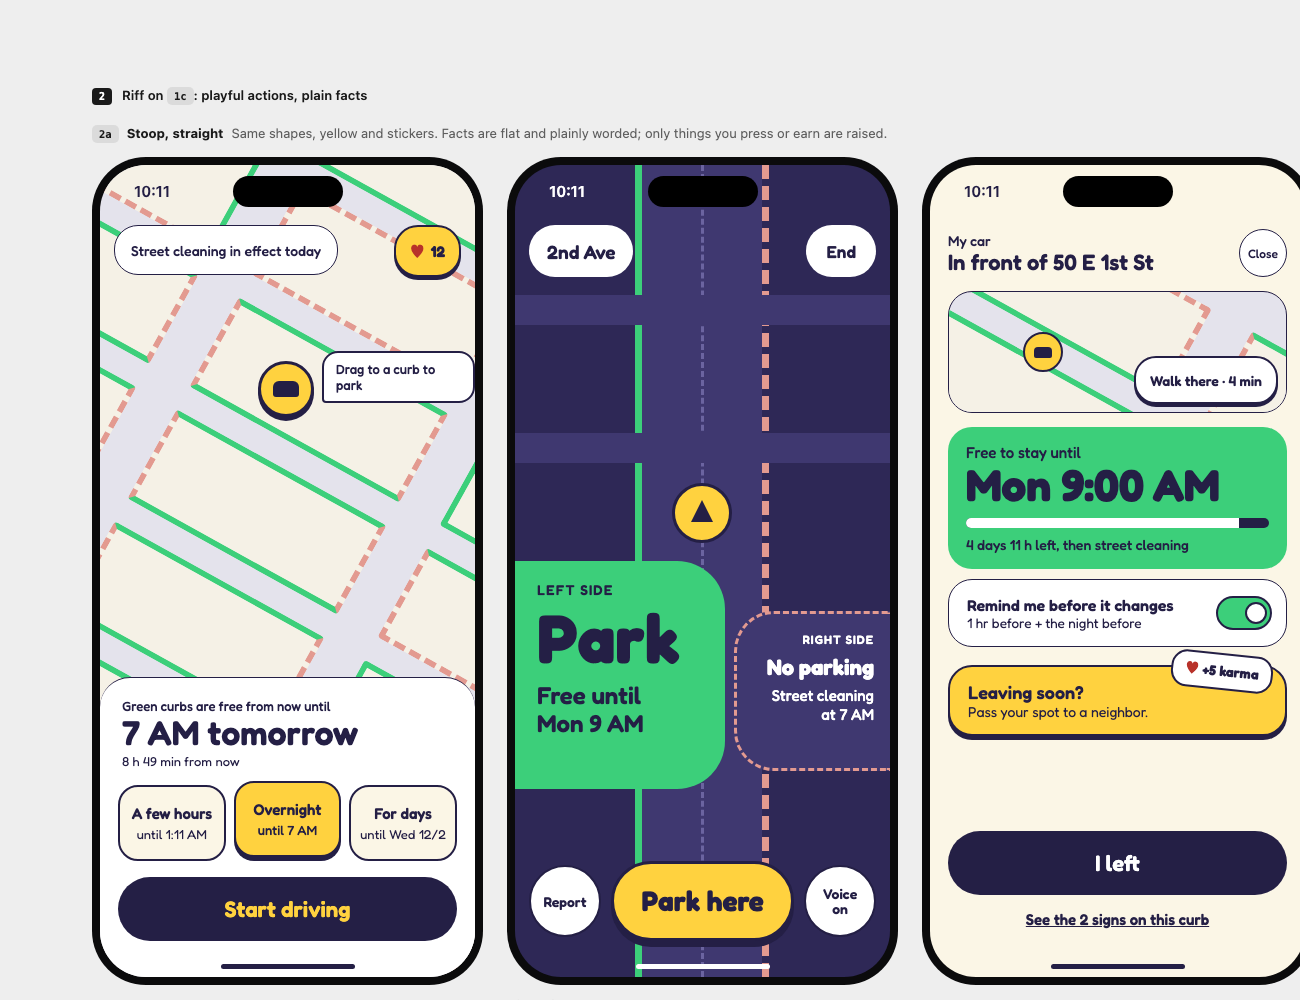 2 Riff on 1c : playful actions, plain facts
2a Stoop, straight Same shapes, yellow and stickers. Facts are flat and plainly worded; only things you press or earn are raised.
10:11
Street cleaning in effect today
♥ 12
Drag to a curb to
park
Green curbs are free from now until
7 AM tomorrow
8 h 49 min from now
A few hours
until 1:11 AM
Overnight
until 7 AM
For days
until Wed 12/2
Start driving
10:11
2nd Ave
End
LEFT SIDE
Park
Free until
Mon 9 AM
RIGHT SIDE
No parking
Street cleaning
at 7 AM
Report
Park here
Voice
on
10:11
My car
In front of 50 E 1st St
Close
Walk there · 4 min
Free to stay until
Mon 9:00 AM
4 days 11 h left, then street cleaning
Remind me before it changes
1 hr before + the night before
♥ +5 karma
Leaving soon?
Pass your spot to a neighbor.
I left
See the 2 signs on this curb